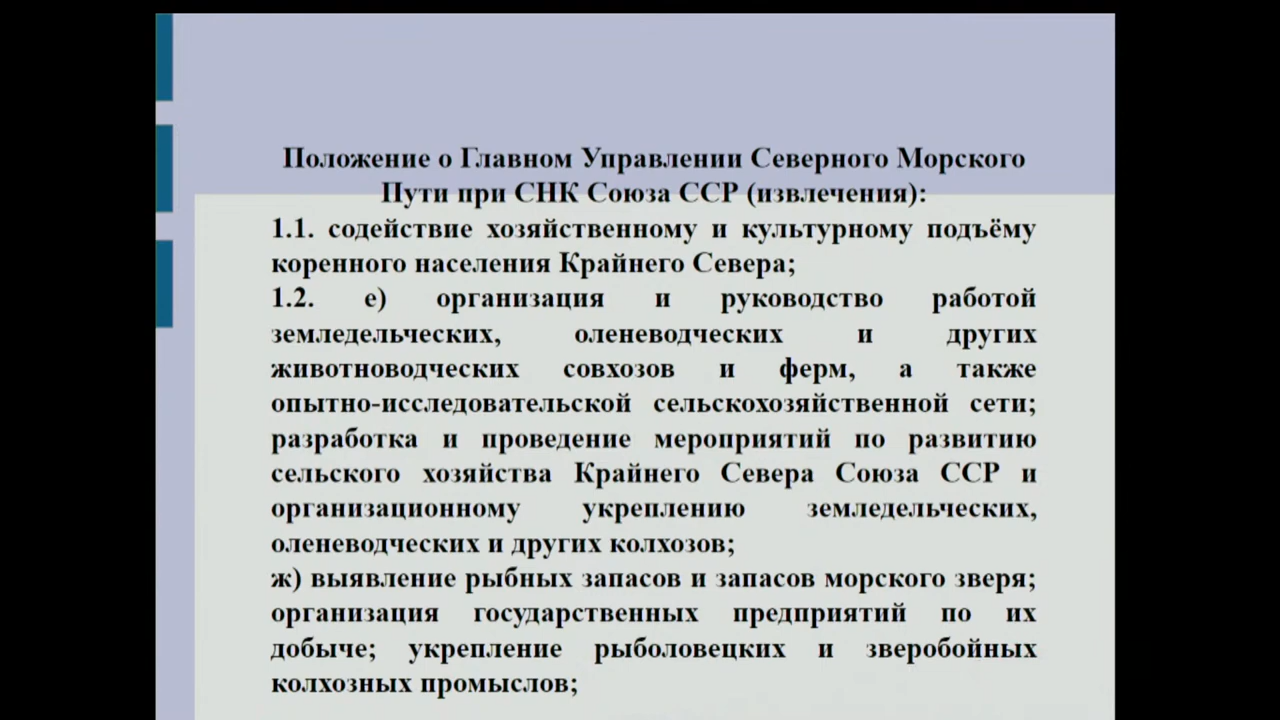 Положение о Главном Управлении Северного Морского
Пути при СНК Союза ССР (извлечения):
1.1. содействие хозяйственному и культурному подъёму
коренного населения Крайнего Севера;
1.2. е) организация и руководство работой
земледельческих, оленеводческих и других
животноводческих совхозов и ферм, а также
опытно-исследовательской сельскохозяйственной сети;
разработка и проведение мероприятий по развитию
сельского хозяйства Крайнего Севера Союза ССР и
организационному укреплению земледельческих,
оленеводческих и других колхозов;
ж) выявление рыбных запасов и запасов морского зверя;
организация государственных предприятий по их
добыче; укрепление рыболовецких и зверобойных
колхозных промыслов;